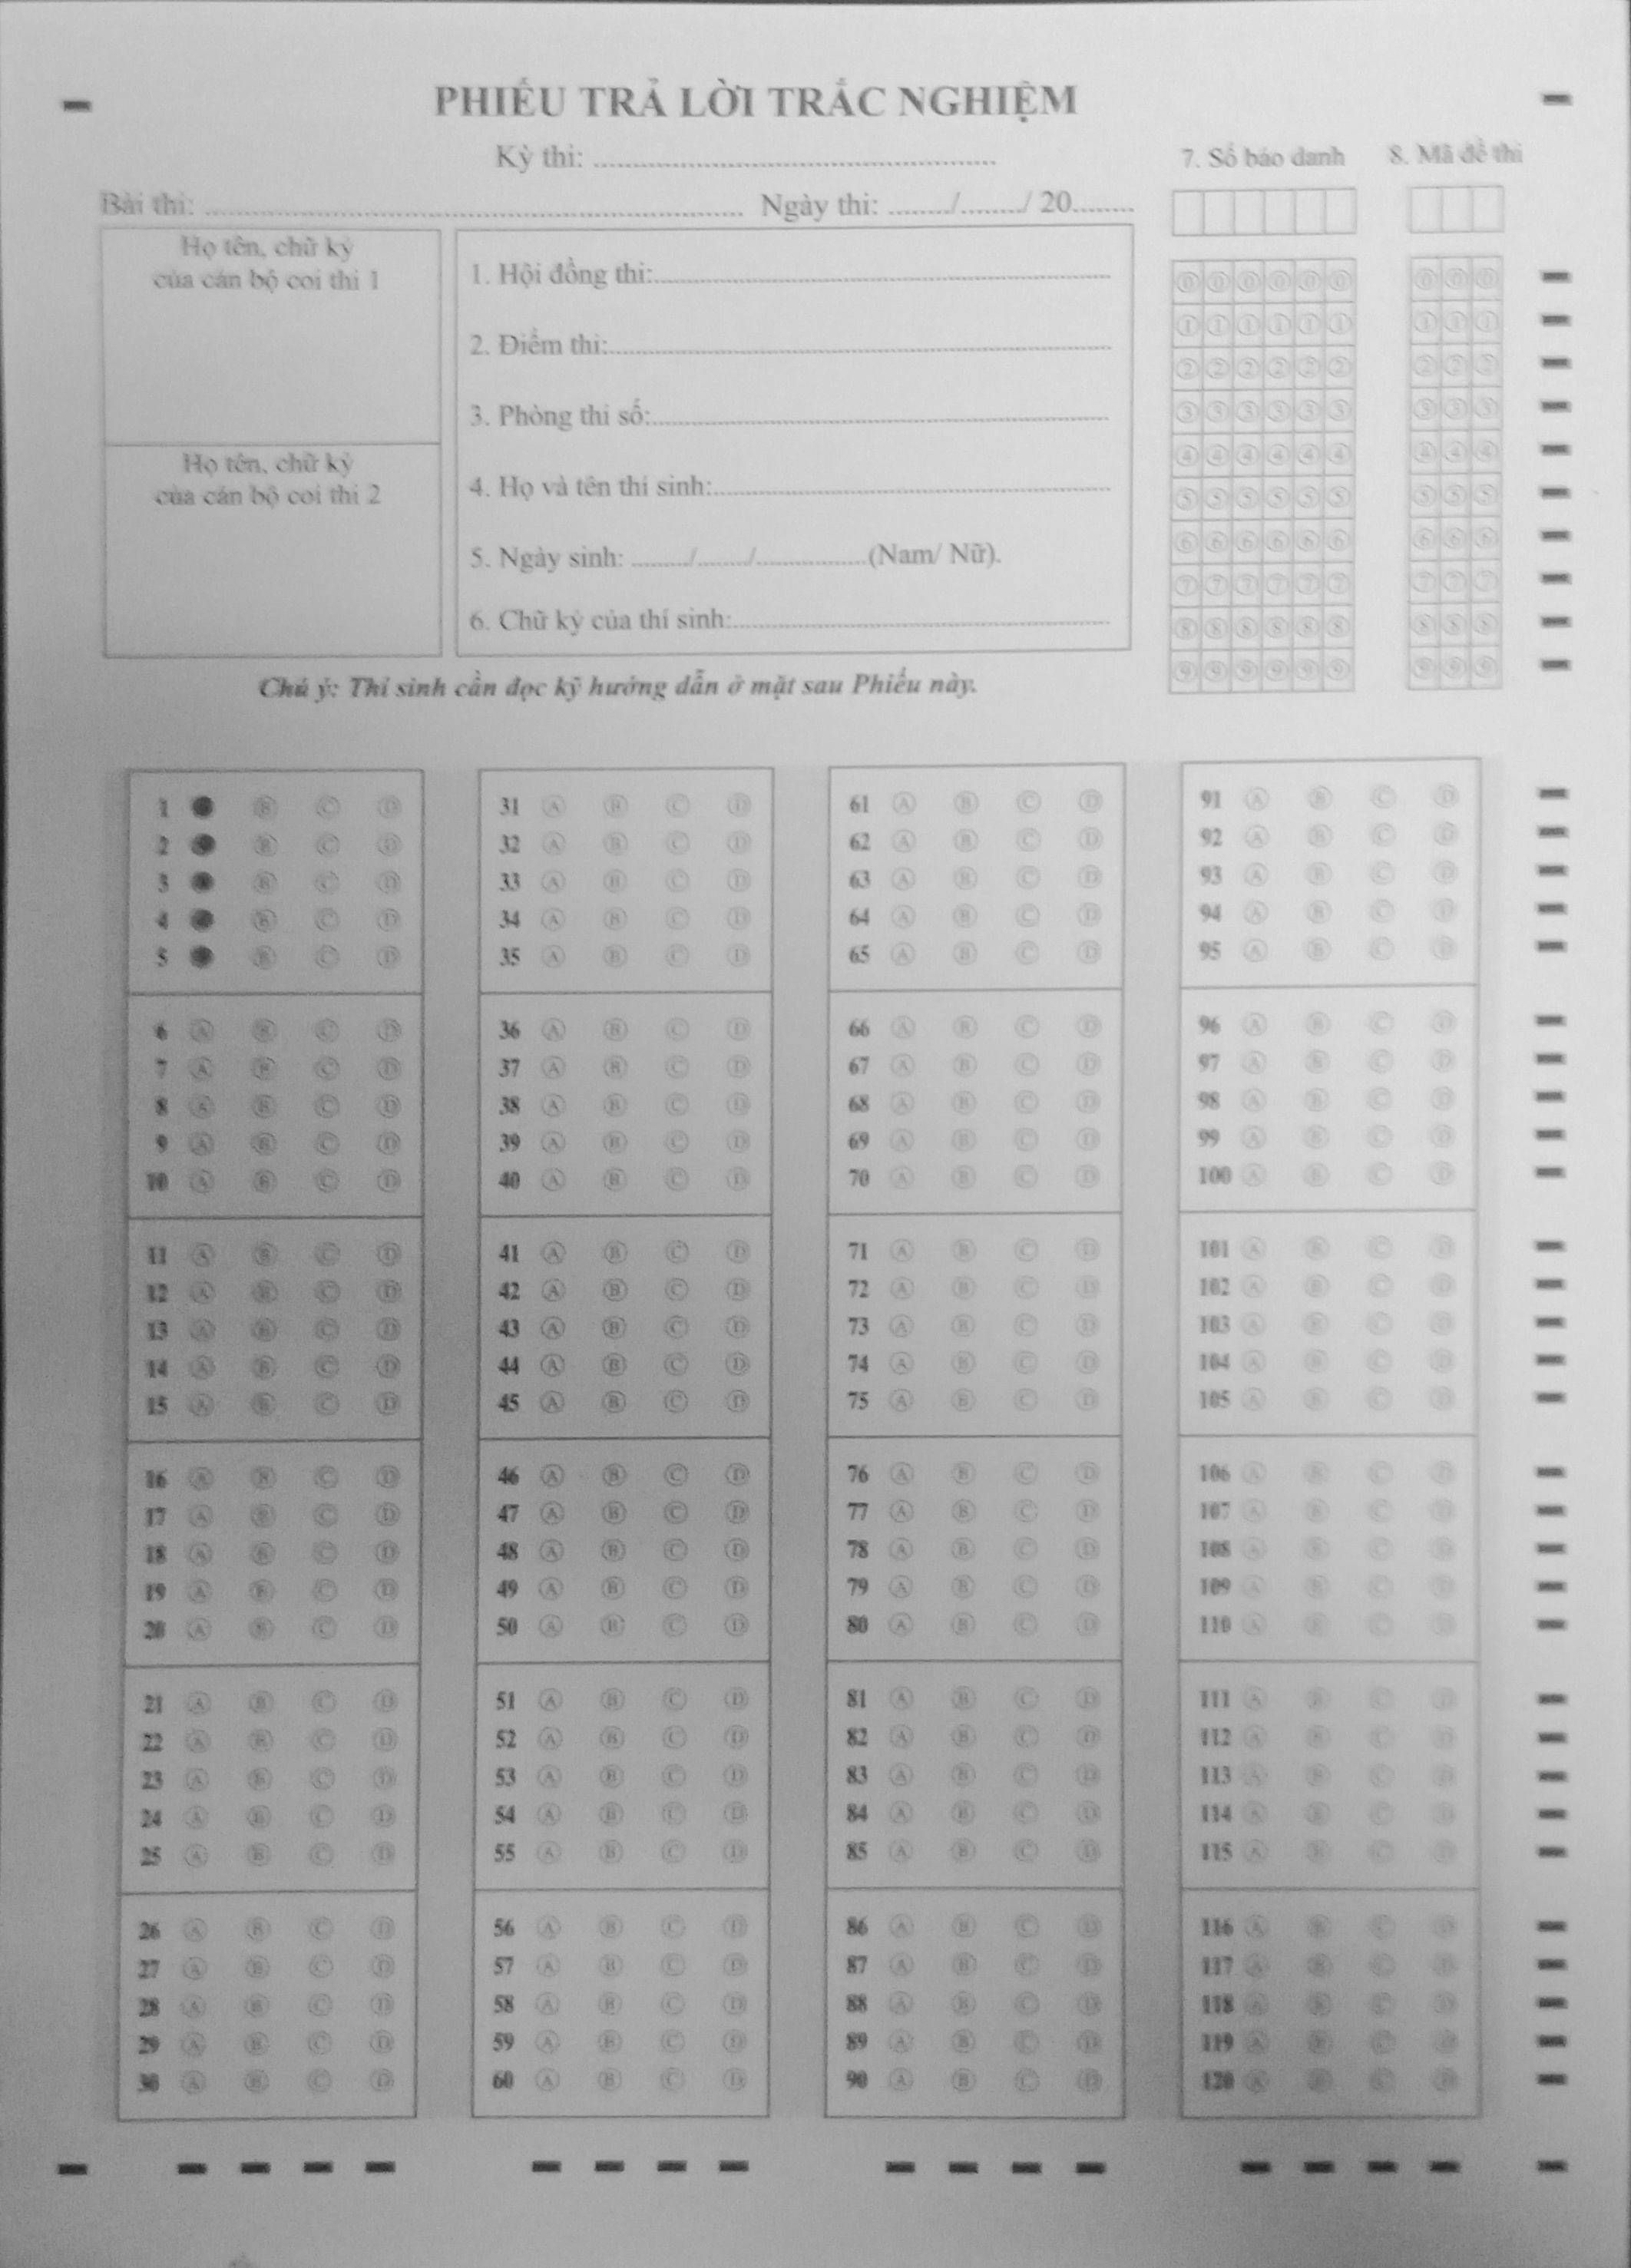 PHIẾU TRẢ LỜI TRẮC NGHIỆM
Kỳ thi: ....................
7. Số báo danh
8. Mã đề thi
Bài thi: .................... Ngày thi: ......../......../ 20........
Họ tên, chữ ký
của cán bộ coi thi 1
Họ tên, chữ ký
của cán bộ coi thi 2
1. Hội đồng thi:....................
2. Điểm thi:....................
3. Phòng thi số:....................
4. Họ và tên thí sinh:....................
5. Ngày sinh: ......../......../................(Nam/ Nữ).
6. Chữ ký của thí sinh:....................
0 0 0 0 0 0 0 0 0
1 1 1 1 1 1 1 1 1
2 2 2 2 2 2 2 2 2
3 3 3 3 3 3 3 3 3
4 4 4 4 4 4 4 4 4
5 5 5 5 5 5 5 5 5
6 6 6 6 6 6 6 6 6
7 7 7 7 7 7 7 7 7
8 8 8 8 8 8 8 8 8
9 9 9 9 9 9 9 9 9
Chú ý: Thí sinh cần đọc kỹ hướng dẫn ở mặt sau Phiếu này.
1 B C D
2 B C D
3 B C D
4 B C D
5 B C D
6 A B C D
7 A B C D
8 A B C D
9 A B C D
10 A B C D
11 A B C D
12 A B C D
13 A B C D
14 A B C D
15 A B C D
16 A B C D
17 A B C D
18 A B C D
19 A B C D
20 A B C D
21 A B C D
22 A B C D
23 A B C D
24 A B C D
25 A B C D
26 A B C D
27 A B C D
28 A B C D
29 A B C D
30 A B C D
31 A B C D
32 A B C D
33 A B C D
34 A B C D
35 A B C D
36 A B C D
37 A B C D
38 A B C D
39 A B C D
40 A B C D
41 A B C D
42 A B C D
43 A B C D
44 A B C D
45 A B C D
46 A B C D
47 A B C D
48 A B C D
49 A B C D
50 A B C D
51 A B C D
52 A B C D
53 A B C D
54 A B C D
55 A B C D
56 A B C D
57 A B C D
58 A B C D
59 A B C D
60 A B C D
61 A B C D
62 A B C D
63 A B C D
64 A B C D
65 A B C D
66 A B C D
67 A B C D
68 A B C D
69 A B C D
70 A B C D
71 A B C D
72 A B C D
73 A B C D
74 A B C D
75 A B C D
76 A B C D
77 A B C D
78 A B C D
79 A B C D
80 A B C D
81 A B C D
82 A B C D
83 A B C D
84 A B C D
85 A B C D
86 A B C D
87 A B C D
88 A B C D
89 A B C D
90 A B C D
91 A B C D
92 A B C D
93 A B C D
94 A B C D
95 A B C D
96 A B C D
97 A B C D
98 A B C D
99 A B C D
100 A B C D
101 A B C D
102 A B C D
103 A B C D
104 A B C D
105 A B C D
106 A B C D
107 A B C D
108 A B C D
109 A B C D
110 A B C D
111 A B C D
112 A B C D
113 A B C D
114 A B C D
115 A B C D
116 A B C D
117 A B C D
118 A B C D
119 A B C D
120 A B C D